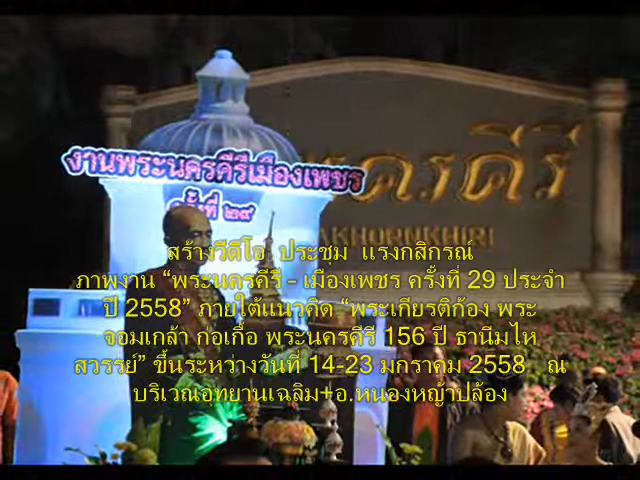 งานพระนครคีรีเมืองเพชร
ครั้งที่ ๒๙
ครคีรี
AKHORNKHIRI
สร้างวีดีโอ ประชุม แรงกสิกรณ์
ภาพงาน “พระนครคีรี - เมืองเพชร ครั้งที่ 29 ประจำ
ปี 2558” ภายใต้แนวคิด “พระเกียรติก้อง พระ
จอมเกล้า ก่อเกื้อ พระนครคีรี 156 ปี ธานีมไห
สวรรย์” ขึ้นระหว่างวันที่ 14-23 มกราคม 2558 ณ
บริเวณอุทยานเฉลิม+อ.หนองหญ้าปล้อง